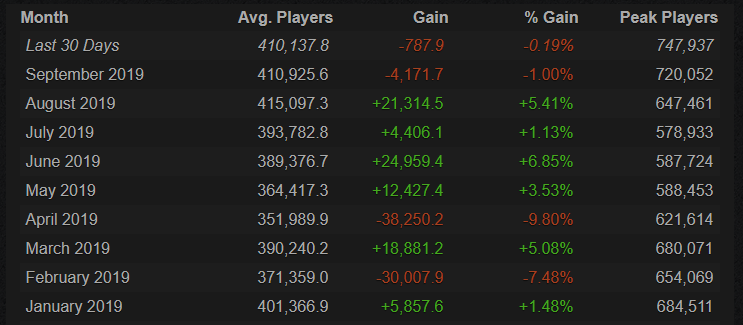 Month Avg. Players Gain % Gain Peak Players
Last 30 Days 410,137.8 -787.9 -0.19% 747,937
September 2019 410,925.6 -4,171.7 -1.00% 720,052
August 2019 415,097.3 +21,314.5 +5.41% 647,461
July 2019 393,782.8 +4,406.1 +1.13% 578,933
June 2019 389,376.7 +24,959.4 +6.85% 587,724
May 2019 364,417.3 +12,427.4 +3.53% 588,453
April 2019 351,989.9 -38,250.2 -9.80% 621,614
March 2019 390,240.2 +18,881.2 +5.08% 680,071
February 2019 371,359.0 -30,007.9 -7.48% 654,069
January 2019 401,366.9 +5,857.6 +1.48% 684,511